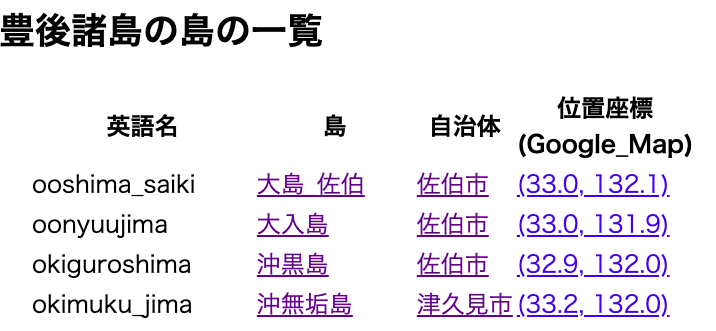 豊後諸島の島の一覧
英語名 島 自治体 位置座標
(Google_Map)
ooshima_saiki 大島_佐伯 佐伯市 (33.0, 132.1)
oonyuujima 大入島 佐伯市 (33.0, 131.9)
okiguroshima 沖黒島 佐伯市 (32.9, 132.0)
okimuku_jima 沖無垢島 津久見市 (33.2, 132.0)